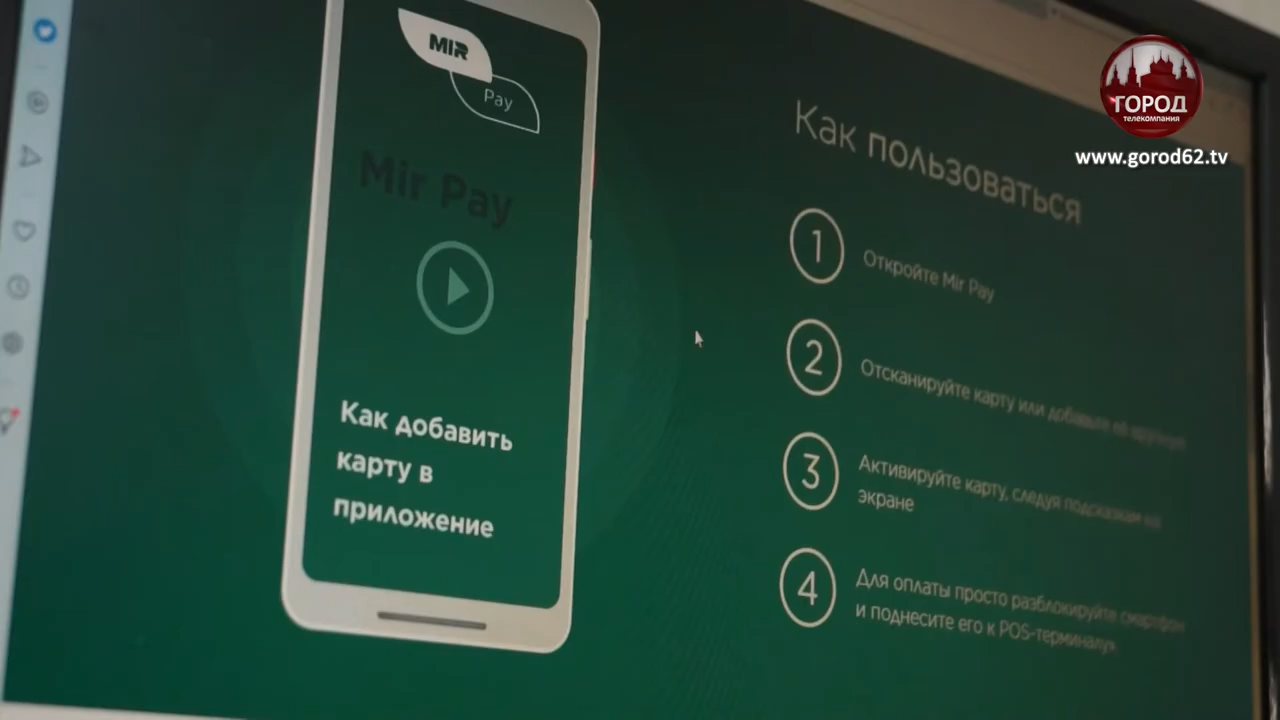 MIR
Pay
Mir Pay
Как добавить
карту в
приложение
ГОРОД
телекомпания
www.gorod62.tv
Как пользоваться
1
Откройте Mir Pay
2
Отсканируйте карту или добавьте её вручную
3
Активируйте карту, следуя подсказкам на
экране
4
Для оплаты просто разблокируйте смартфон
и поднесите его к POS-терминалу